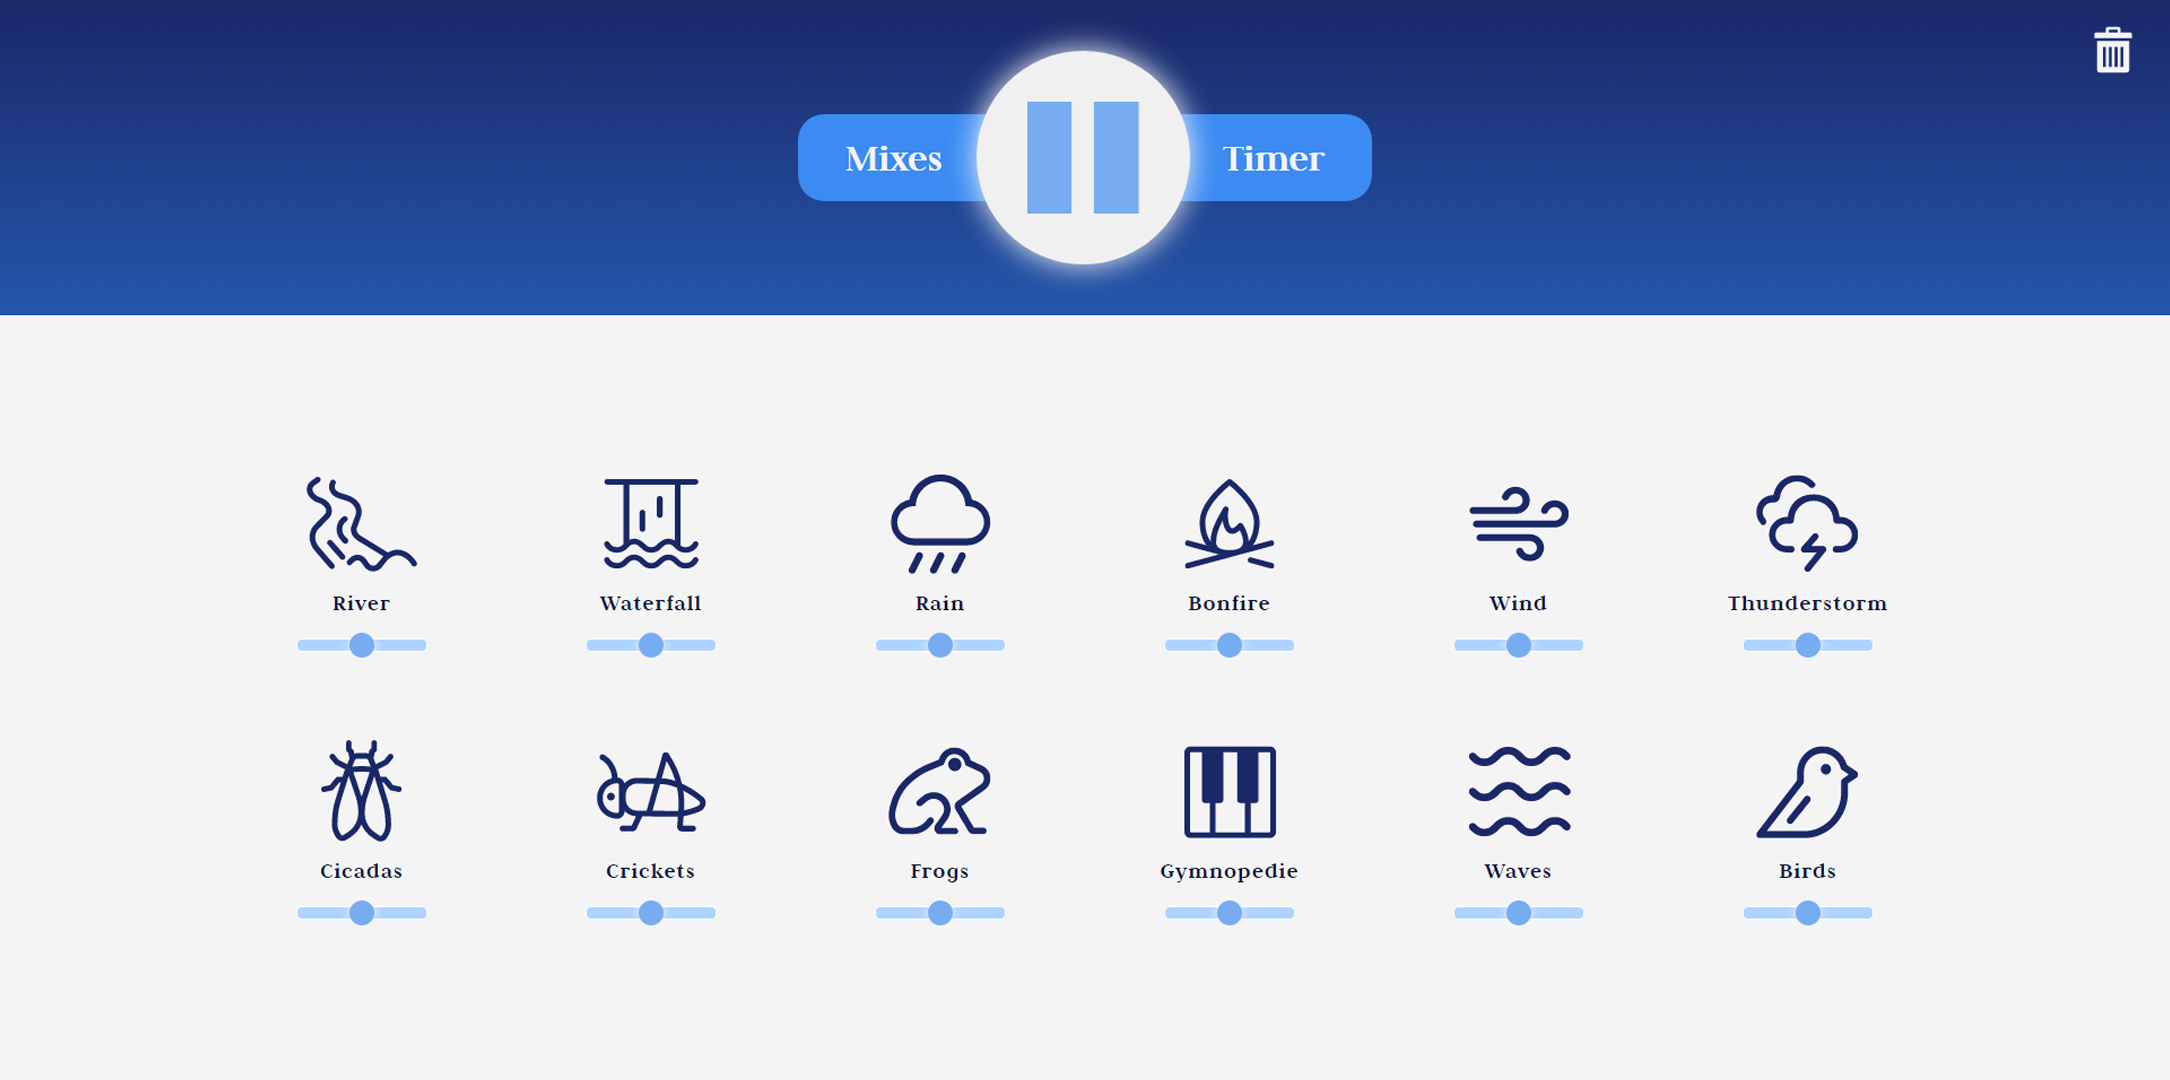 Mixes
Timer
River
Waterfall
Rain
Bonfire
Wind
Thunderstorm
Cicadas
Crickets
Frogs
Gymnopedie
Waves
Birds